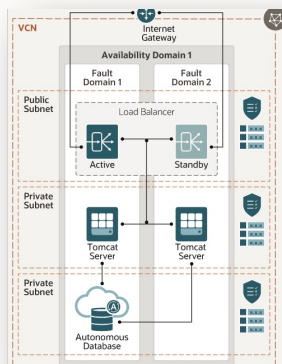 VCN
Internet
Gateway
Availability Domain 1
Fault
Domain 1
Fault
Domain 2
Public
Subnet
Load Balancer
Active
Standby
Private
Subnet
Tomcat
Server
Tomcat
Server
Private
Subnet
A
Autonomous
Database